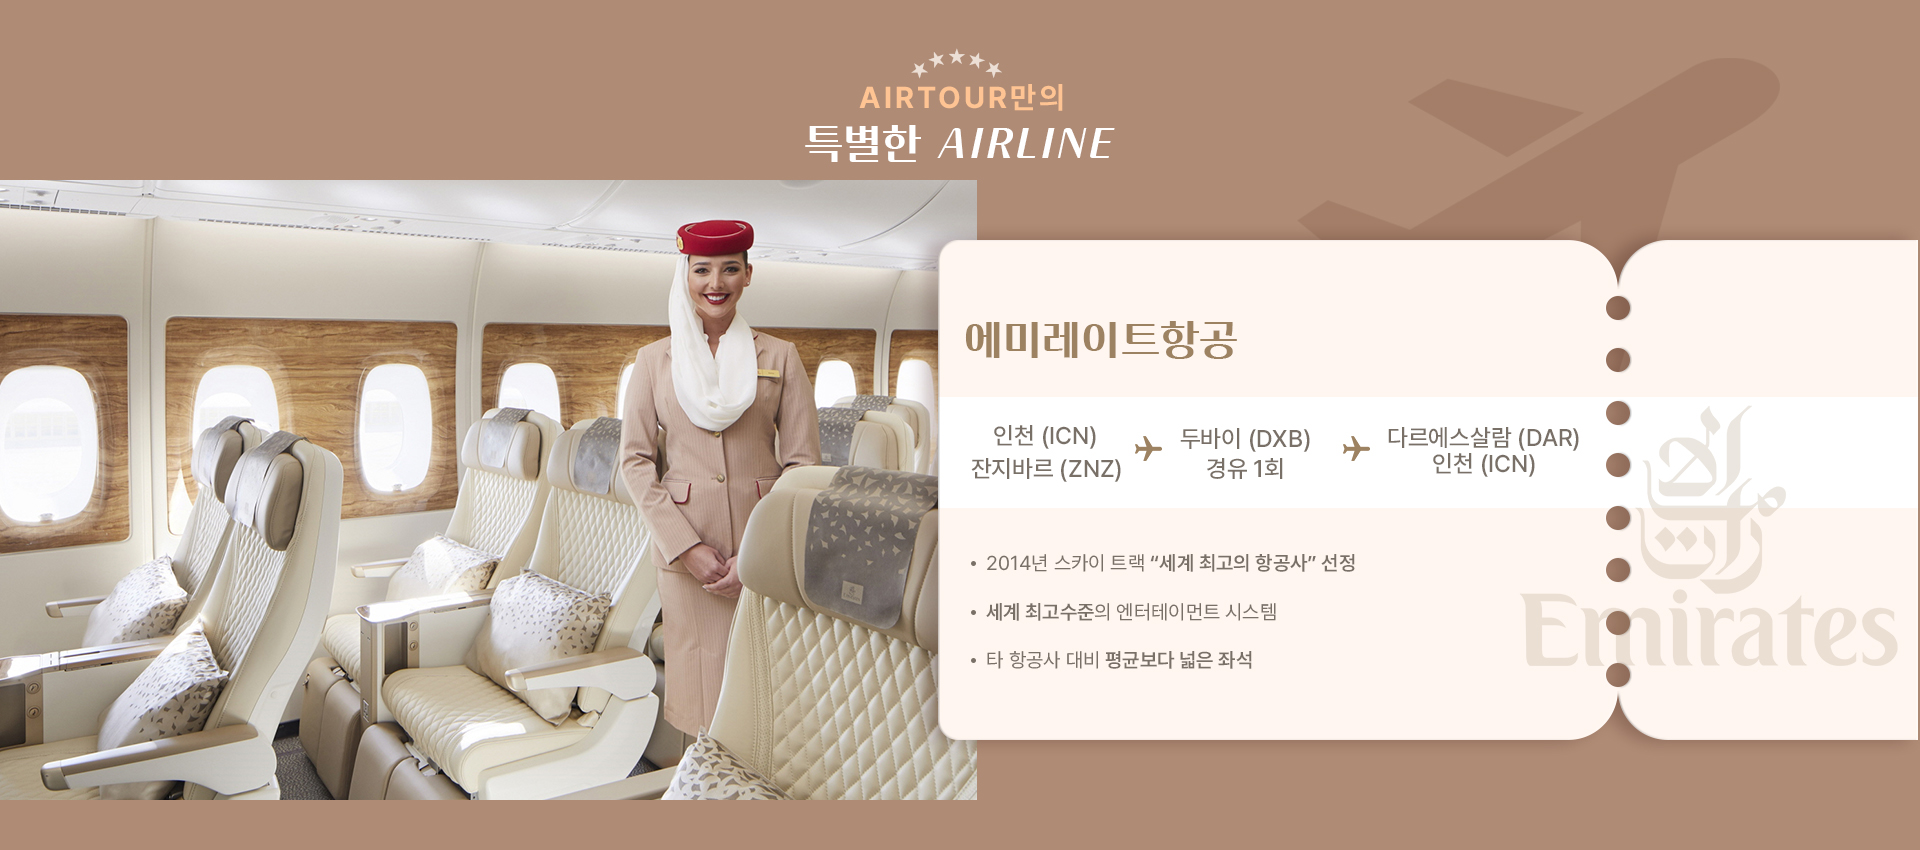 AIRTOUR만의
특별한 AIRLINE
에미레이트항공
인천 (ICN)
잔지바르 (ZNZ)
두바이 (DXB)
경유 1회
다르에스살람 (DAR)
인천 (ICN)
• 2014년 스카이 트랙 “세계 최고의 항공사” 선정
• 세계 최고수준의 엔터테이먼트 시스템
• 타 항공사 대비 평균보다 넓은 좌석
Emirates